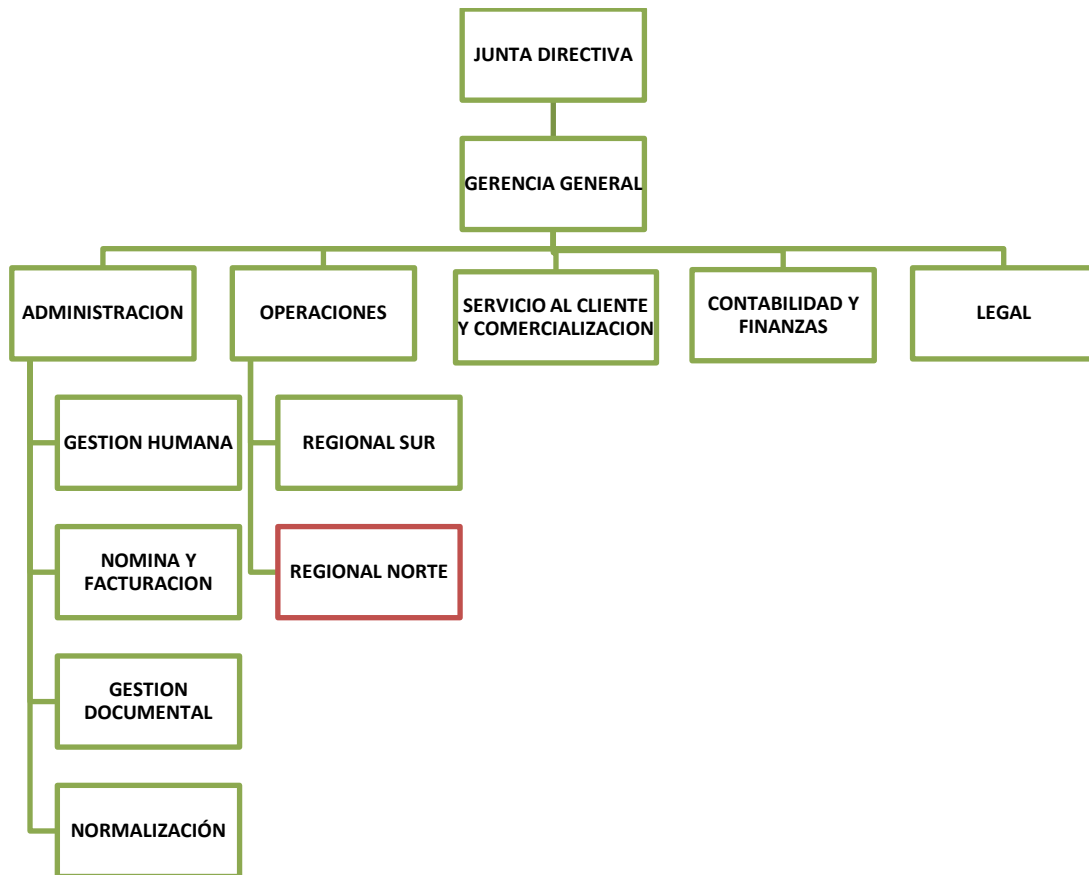 JUNTA DIRECTIVA
GERENCIA GENERAL
ADMINISTRACION
OPERACIONES
SERVICIO AL CLIENTE
Y COMERCIALIZACION
CONTABILIDAD Y
FINANZAS
LEGAL
GESTION HUMANA
REGIONAL SUR
NOMINA Y
FACTURACION
REGIONAL NORTE
GESTION
DOCUMENTAL
NORMALIZACIÓN